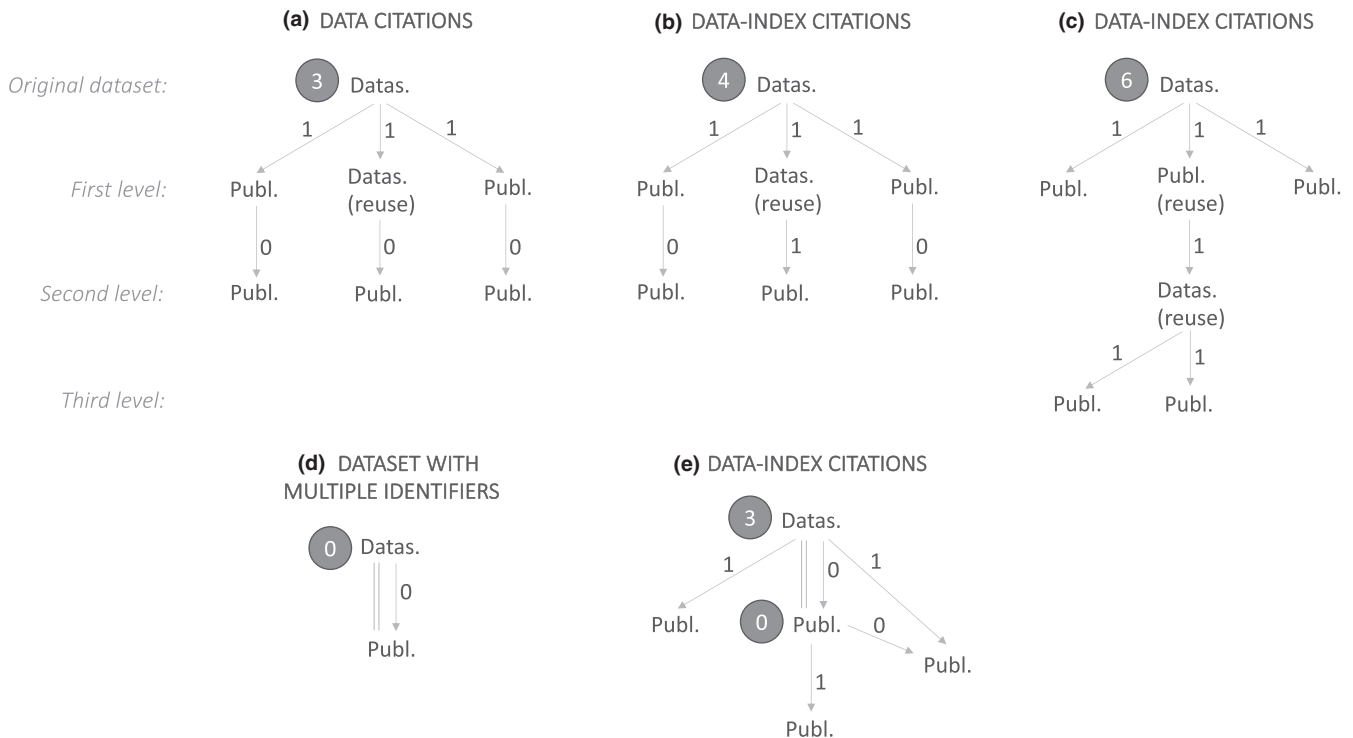 (a) DATA CITATIONS
(b) DATA-INDEX CITATIONS
(c) DATA-INDEX CITATIONS
Original dataset:
3 Datas.
4 Datas.
6 Datas.
1 1 1
1 1 1
1 1 1
First level:
Publ.
Datas.
(reuse)
Publ.
Publ.
Datas.
(reuse)
Publ.
Publ.
Publ.
(reuse)
Publ.
0 0 0
0 1 0
1
Second level:
Publ.
Publ.
Publ.
Publ.
Publ.
Publ.
Datas.
(reuse)
1 1
Third level:
Publ.
Publ.
(d) DATASET WITH
MULTIPLE IDENTIFIERS
0 Datas.
0
Publ.
(e) DATA-INDEX CITATIONS
3 Datas.
1 0 1
Publ.
0 Publ.
0
Publ.
1
Publ.